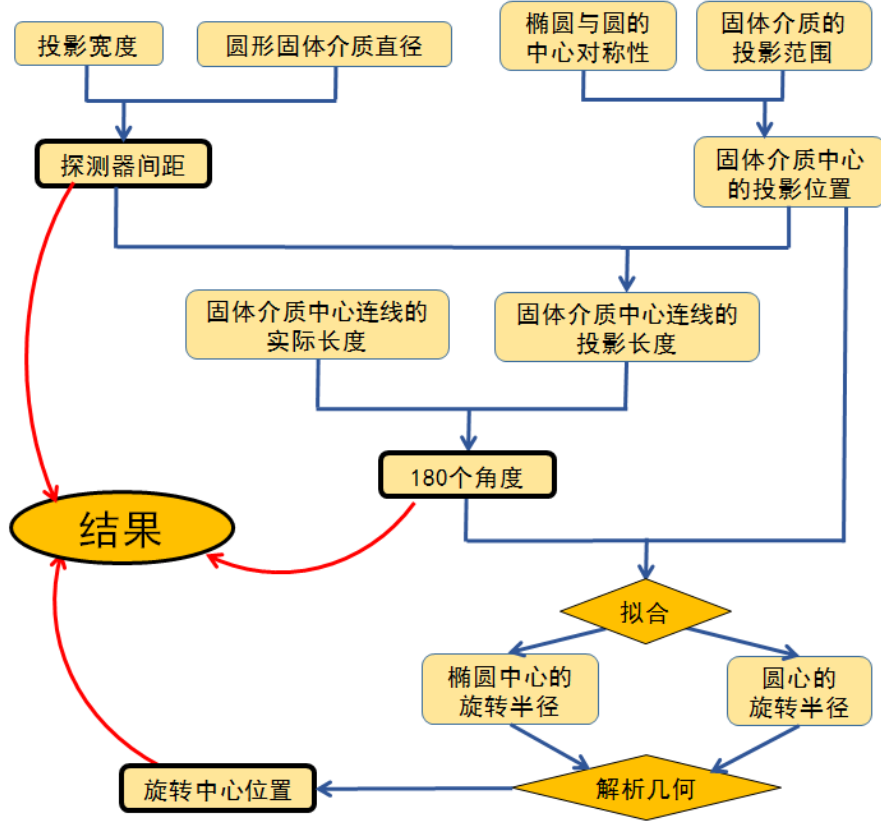 投影宽度
圆形固体介质直径
椭圆与圆的
中心对称性
固体介质的
投影范围
探测器间距
固体介质中心
的投影位置
固体介质中心连线的
实际长度
固体介质中心连线的
投影长度
180个角度
结果
拟合
椭圆中心的
旋转半径
圆心的
旋转半径
旋转中心位置
解析几何